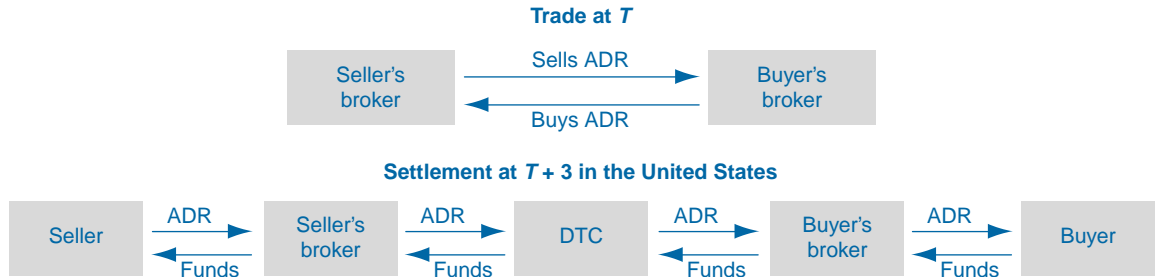 Trade at T
Sells ADR
Seller's
broker
Buyer's
broker
Buys ADR
Settlement at T + 3 in the United States
Seller
ADR
Funds
Seller's
broker
ADR
Funds
DTC
ADR
Funds
Buyer's
broker
ADR
Funds
Buyer